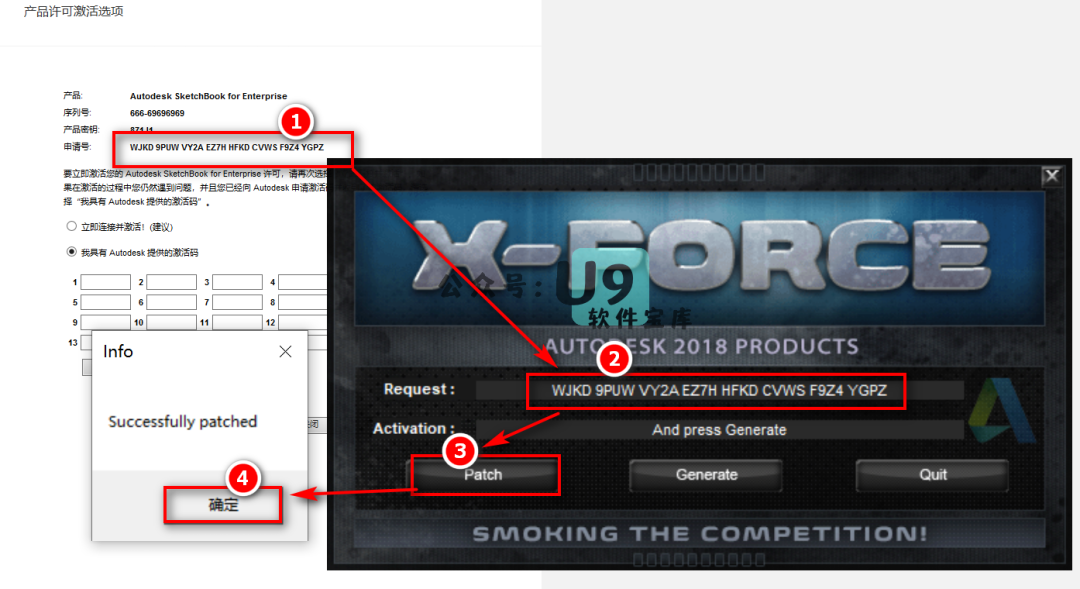 产品许可激活选项
产品: Autodesk SketchBook for Enterprise
序列号: 666-69696969
产品密钥:
申请号: WJKD 9PUW VY2A EZ7H HFKD CVWS F9Z4 YGPZ
1
要立即激活您的 Autodesk SketchBook for Enterprise 许可，请再次选
果在激活的过程中您仍然遇到问题，并且您已经向 Autodesk 申请激活
择 “我具有 Autodesk 提供的激活码” 。
立即连接并激活! (建议)
我具有 Autodesk 提供的激活码
1 2 3 4
5 6 7 8
9 10 11 12
13
Info
Successfully patched
4
确定
闭
X-FORCE
公众号: U9
软件宝库
AUTODESK 2018 PRODUCTS
2
Request : WJKD 9PUW VY2A EZ7H HFKD CVWS F9Z4 YGPZ
Activation : And press Generate
3
Patch Generate Quit
SMOKING THE COMPETITION!